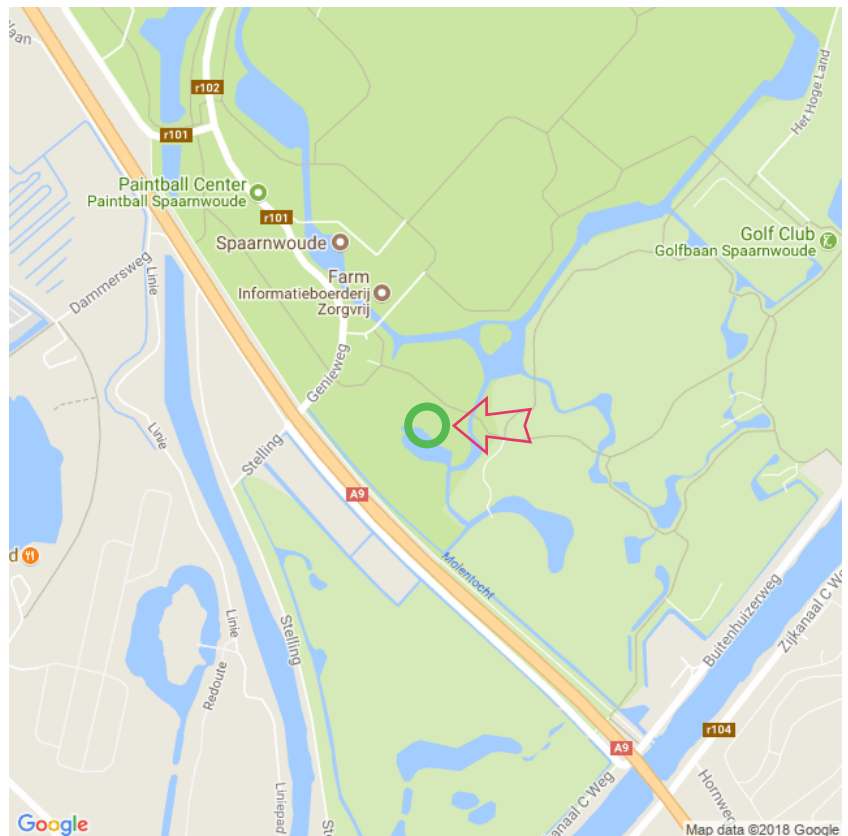 r102
r101
Het Hoge Land
Paintball Center
Paintball Spaarnwoude
r101
Spaarnwoude
Golf Club
Golfbaan Spaarnwoude
Farm
Informatieboerderij
Zorgvrij
Dammersweg
Linie
Genieweg
Linie
Stelling
A9
Molentocht
Linie
Stelling
Redoute
Buitenhuizerweg
Zijkanaal C Weg
r104
A9
Liniepad
Hornweg
Google
Map data ©2018 Google